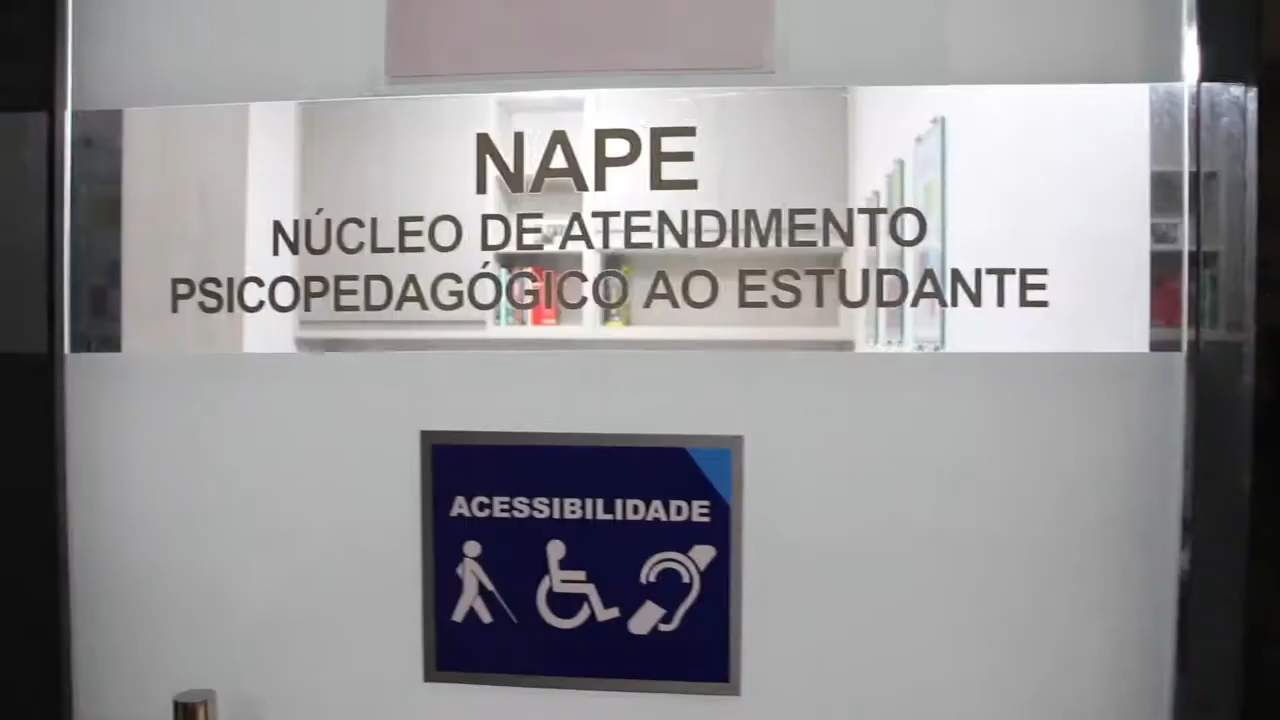 NAPE
NÚCLEO DE ATENDIMENTO
PSICOPEDAGÓGICO AO ESTUDANTE
ACESSIBILIDADE